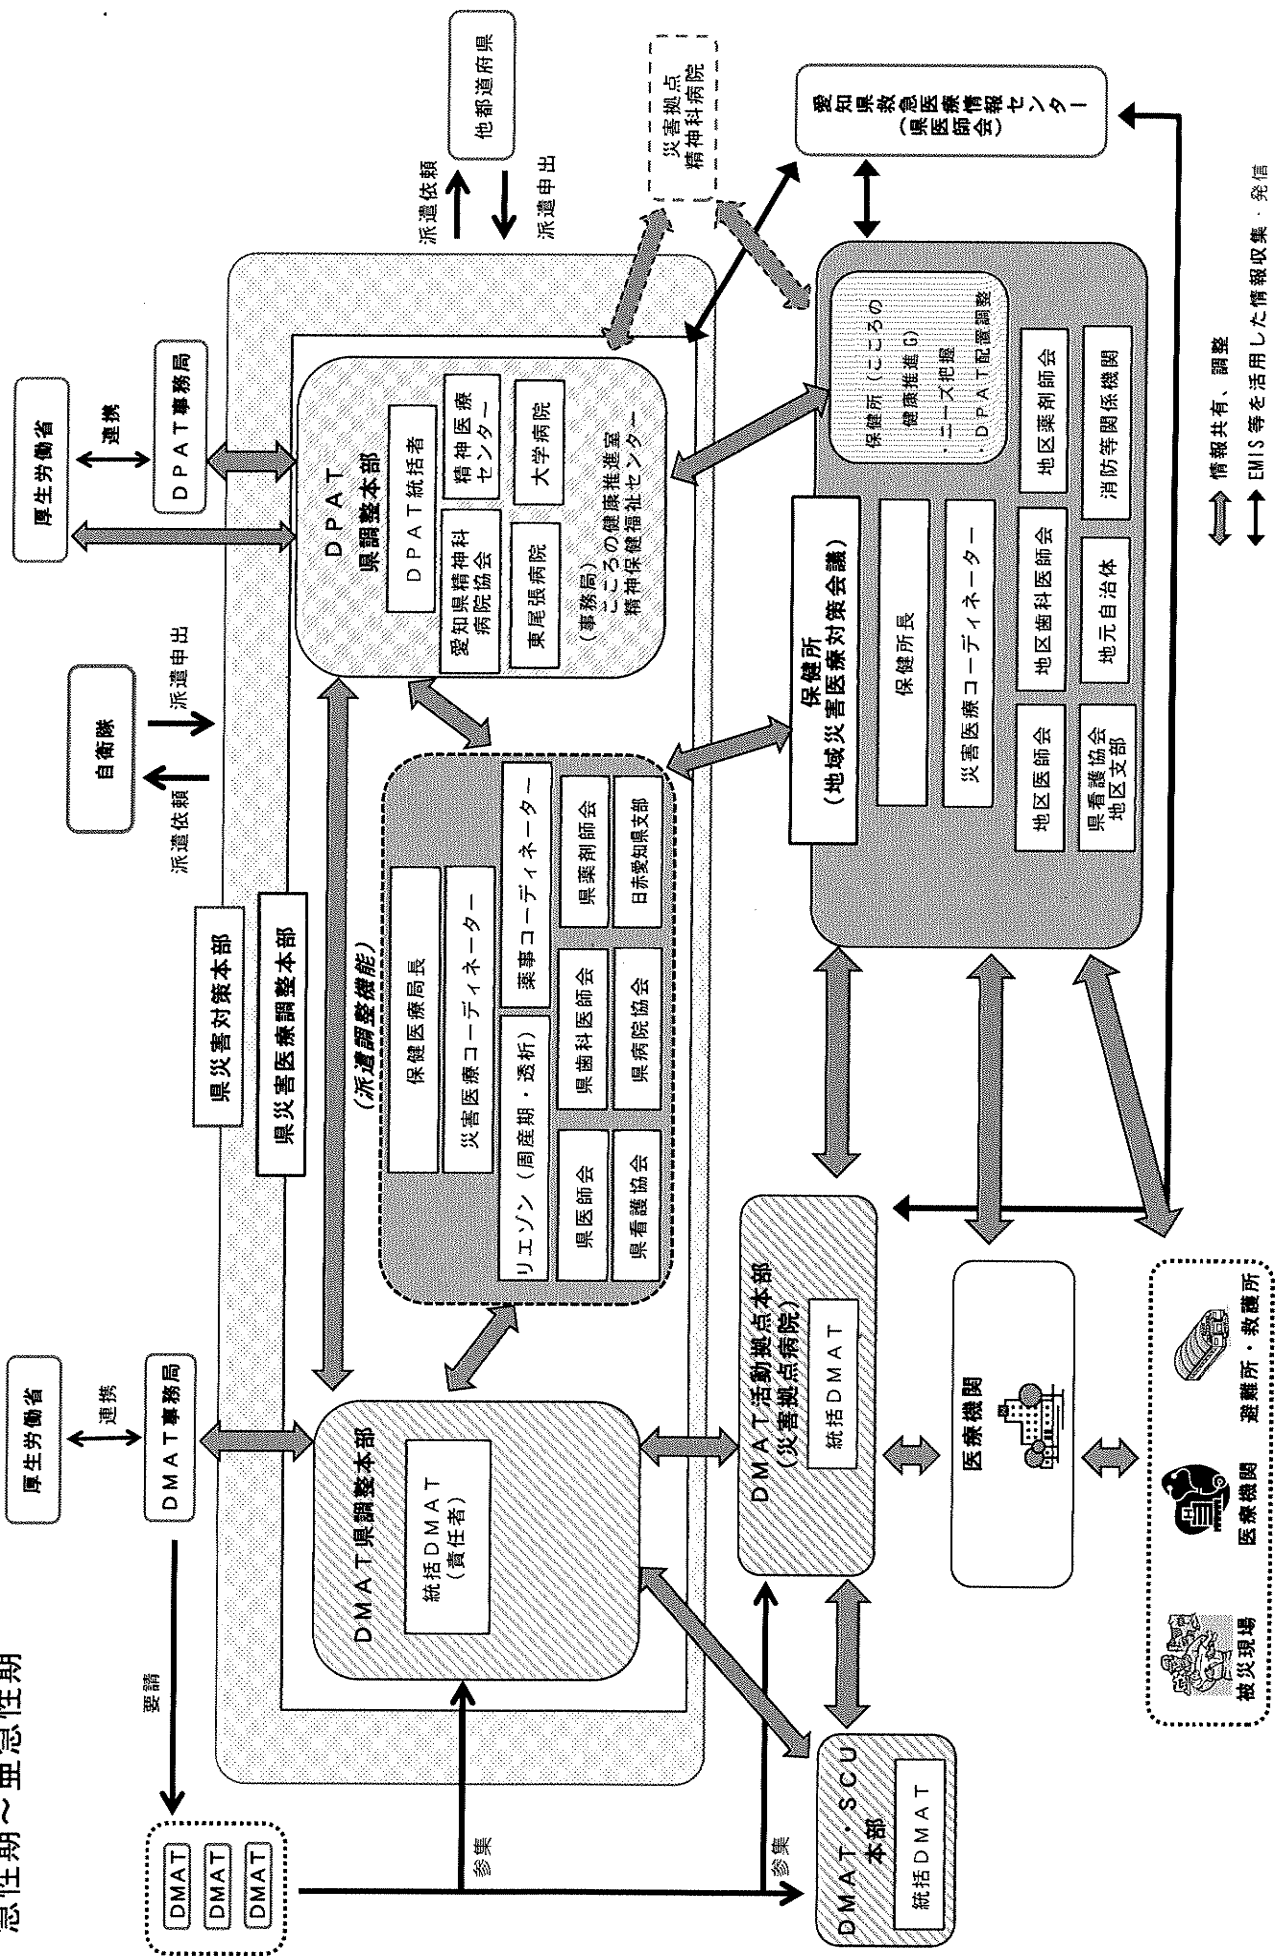 急性期～亜急性期
厚生労働省
連携
DMAT事務局
要請
DMAT
DMAT
DMAT
参集
参集
自衛隊
派遣依頼
派遣申出
厚生労働省
連携
DPAT事務局
他都道府県
派遣依頼
派遣申出
県災害対策本部
県災害医療調整本部
DMAT県調整本部
統括DMAT
(責任者)
(派遣調整機能)
保健医療局長
災害医療コーディネーター
リエゾン(周産期・透析)
薬事コーディネーター
県医師会
県歯科医師会
県薬剤師会
県看護協会
県病院協会
日赤愛知県支部
DPAT
県調整本部
DPAT統括者
愛知県精神科
病院協会
精神医療
センター
東尾張病院
大学病院
(事務局)
こころの健康推進室
精神保健福祉センター
災害拠点
精神科病院
愛知県救急医療情報センター
(県医師会)
DMAT・SCU
本部
統括DMAT
DMAT活動拠点本部
(災害拠点病院)
統括DMAT
医療機関
被災現場
医療機関
避難所・救護所
保健所
(地域災害医療対策会議)
保健所長
災害医療コーディネーター
地区医師会
地区歯科医師会
地区薬剤師会
県看護協会
地区支部
地元自治体
消防等関係機関
保健所(こころの
健康推進G)
・ニーズ把握
・DPAT配置調整
情報共有、調整
EMIS等を活用した情報収集・発信